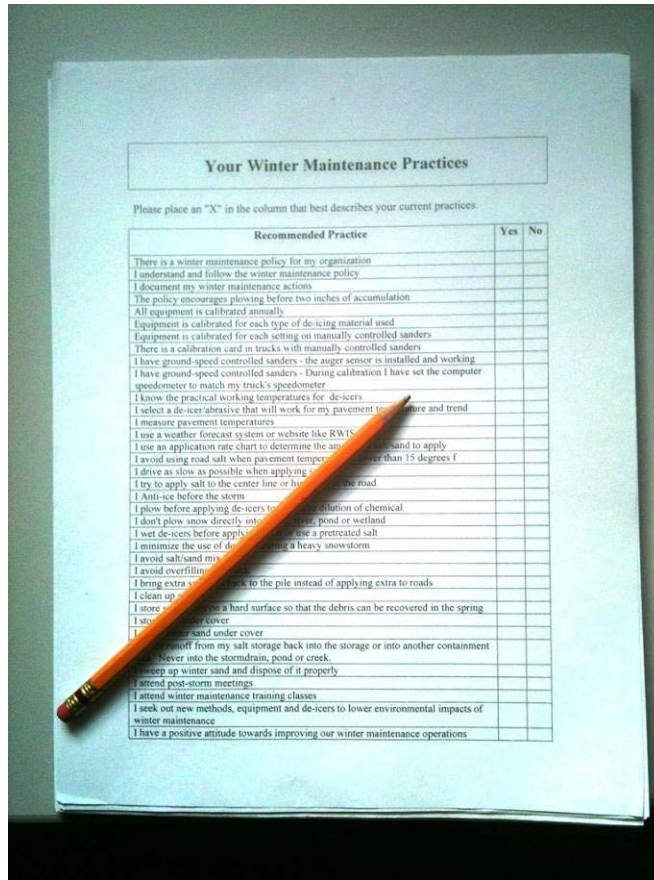 Your Winter Maintenance Practices
Please place an "X" in the column that best describes your current practices.
Recommended Practice Yes No
There is a winter maintenance policy for my organization
I understand and follow the winter maintenance policy
I document my winter maintenance actions
The policy encourages plowing before two inches of accumulation
All equipment is calibrated annually
Equipment is calibrated for each type of de-icing material used
Equipment is calibrated for each setting on manually controlled sanders
There is a calibration card in trucks with manually controlled sanders
I have ground-speed controlled sanders - the auger sensor is installed and working
I have ground-speed controlled sanders - During calibration I have set the computer
speedometer to match my truck's speedometer
I know the practical working temperatures for de-icers
I select a de-icer/abrasive that will work for my pavement and trend
I measure pavement temperatures
I use a weather forecast system or website like RWIS
I use an application rate chart to determine the sand to apply
I avoid using road salt when pavement than 15 degrees f
I drive as slow as possible when applying
I try to apply salt to the center line or the road
I Anti-ice before the storm
I plow before applying de-icers dilution of chemical
I don't plow snow directly pond or wetland
I wet de-icers before use a pretreated salt
I minimize the use of a heavy snowstorm
I avoid salt/sand
I avoid
I bring extra to the pile instead of applying extra to roads
I clean up
I store on a hard surface so that the debris can be recovered in the spring
I cover
I sand under cover
runoff from my salt storage back into the storage or into another containment
Never into the stormdrain, pond or creek.
up winter sand and dispose of it properly
I attend post-storm meetings
I attend winter maintenance training classes
I seek out new methods, equipment and de-icers to lower environmental impacts of
winter maintenance
I have a positive attitude towards improving our winter maintenance operations